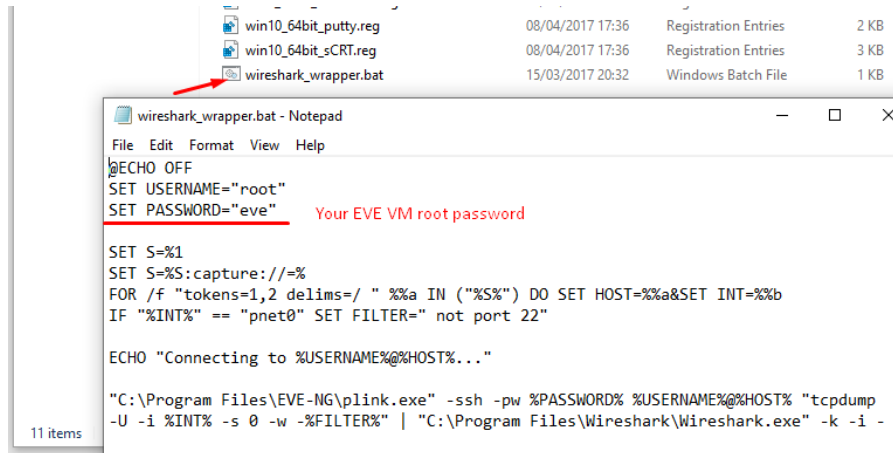 win10_64bit_putty.reg 08/04/2017 17:36 Registration Entries 2 KB
win10_64bit_sCRT.reg 08/04/2017 17:36 Registration Entries 3 KB
wireshark_wrapper.bat 15/03/2017 20:32 Windows Batch File 1 KB
wireshark_wrapper.bat - Notepad
File Edit Format View Help
@ECHO OFF
SET USERNAME="root"
SET PASSWORD="eve" Your EVE VM root password
SET S=%1
SET S=%S:capture://=%
FOR /f "tokens=1,2 delims=/ " %%a IN ("%S%") DO SET HOST=%%a&SET INT=%%b
IF "%INT%" == "pnet0" SET FILTER=" not port 22"
ECHO "Connecting to %USERNAME%@%HOST%..."
"C:\Program Files\EVE-NG\plink.exe" -ssh -pw %PASSWORD% %USERNAME%@%HOST% "tcpdump
-U -i %INT% -s 0 -w -%FILTER%" | "C:\Program Files\Wireshark\Wireshark.exe" -k -i -
11 items